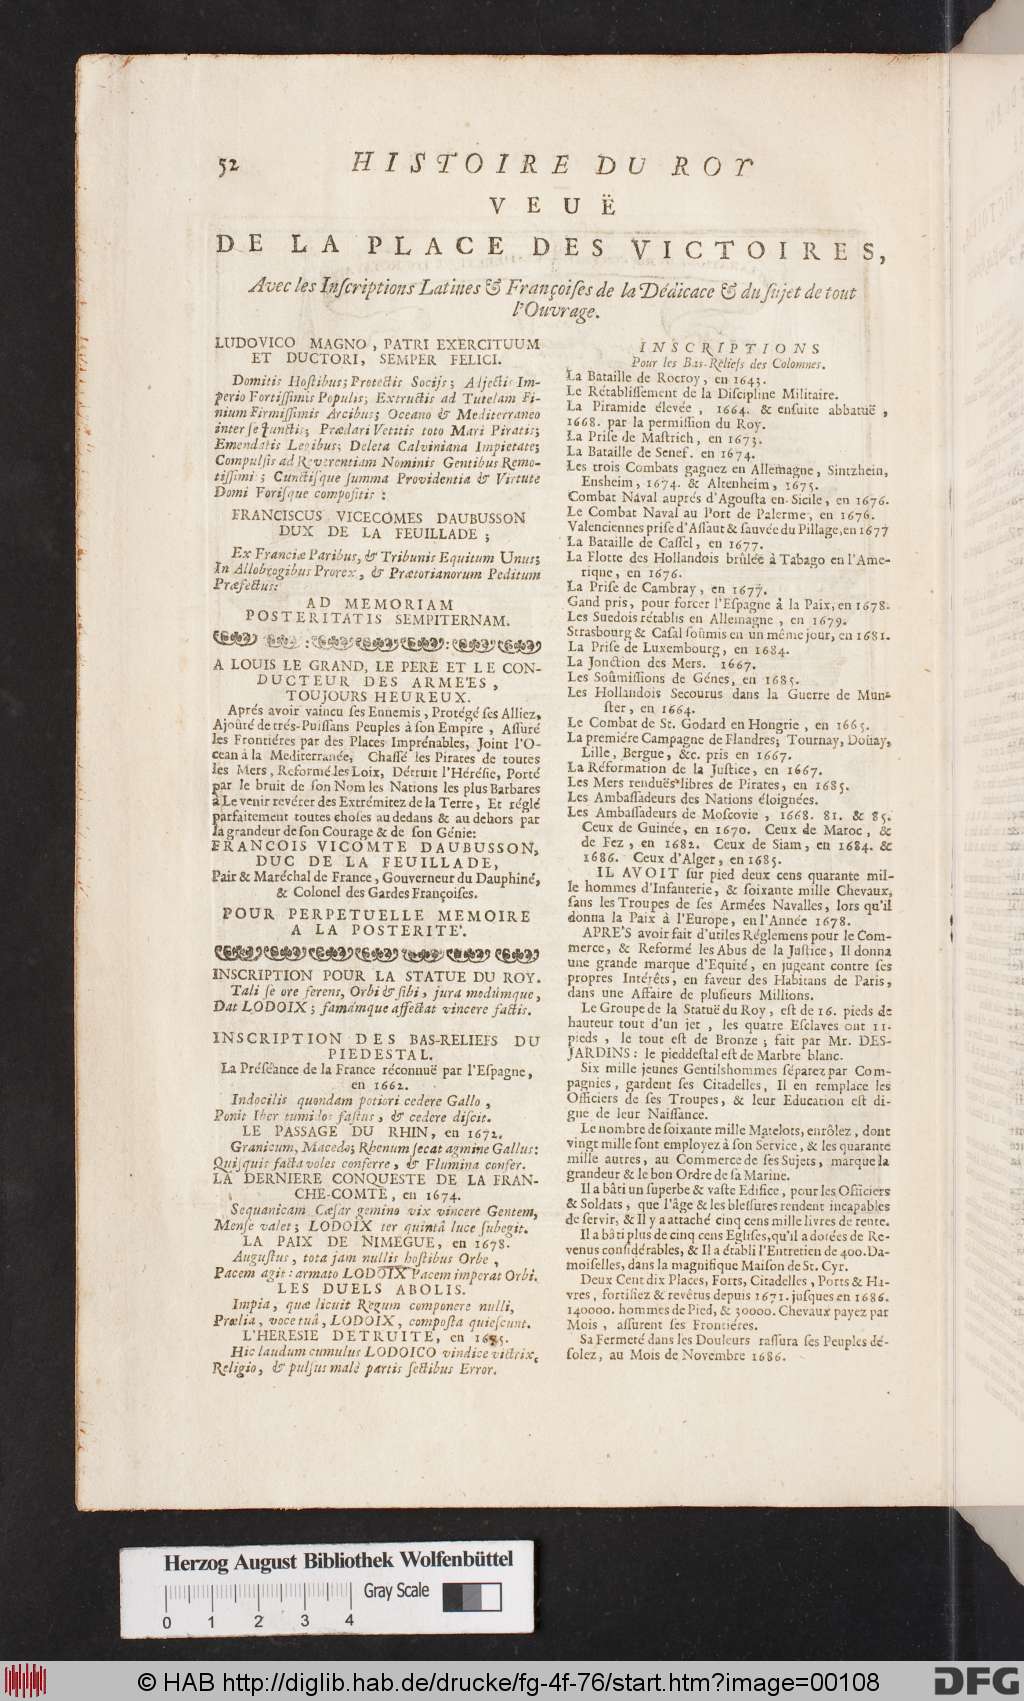 52 HISTOIRE DU ROY
VEUË
DE LA PLACE DES VICTOIRES,
Avec les Inſcriptions Latines & Françoiſes de la Dédicace & du ſujet de tout
l'Ouvrage.
LUDOVICO MAGNO, PATRI EXERCITUUM
ET DUCTORI, SEMPER FELICI.
Domitis Hoſtibus; Protectis Socijs; Adjectis Im-
perio Fortiſſimis Populis; Extructis ad Tutelam Fi-
nium Firmiſſimis Arcibus; Oceano & Mediterraneo
inter ſe Junctis; Prædari Vetitis toto Mari Piratis;
Emendatis Legibus; Deleta Calviniana Impietate;
Compulſis ad Reverentiam Nominis Gentibus Remo-
tiſſimis; Cunctiſque ſumma Providentia & Virtute
Domi Foriſque compoſitis:
FRANCISCUS VICECOMES DAUBUSSON
DUX DE LA FEUILLADE;
Ex Franciæ Paribus, & Tribunis Equitum Unus;
In Allobrogibus Prorex, & Prætorianorum Peditum
Præfectus:
AD MEMORIAM
POSTERITATIS SEMPITERNAM.
A LOUIS LE GRAND, LE PERE ET LE CON-
DUCTEUR DES ARMEES,
TOUJOURS HEUREUX.
Aprés avoir vaincu ſes Ennemis, Protégé ſes Alliez,
Ajoûté de trés-Puiſſans Peuples à ſon Empire, Aſſuré
les Frontiéres par des Places Imprénables, Joint l'O-
cean à la Mediterranée, Chaſſé les Pirates de toutes
les Mers, Reformé les Loix, Détruit l'Héréſie, Porté
par le bruit de ſon Nom les Nations les plus Barbares
à Le venir revérer des Extrémitez de la Terre, Et réglé
parfaitement toutes choſes au dedans & au dehors par
la grandeur de ſon Courage & de ſon Génie:
FRANCOIS VICOMTE DAUBUSSON,
DUC DE LA FEUILLADE,
Pair & Maréchal de France, Gouverneur du Dauphiné,
& Colonel des Gardes Françoiſes.
POUR PERPETUELLE MEMOIRE
A LA POSTERITE'.
INSCRIPTION POUR LA STATUE DU ROY.
Tali ſe ore ferens, Orbi & ſibi, jura modúmque,
Dat LODOIX; famámque affectat vincere factis.
INSCRIPTION DES BAS-RELIEFS DU
PIEDESTAL.
La Préſéance de la France réconnuë par l'Eſpagne,
en 1662.
Indocilis quondam potiori cedere Gallo,
Ponit Iber tumidos faſtus, & cedere diſcit.
LE PASSAGE DU RHIN, en 1672.
Granicum, Macedo; Rhenum ſecat agmine Gallus:
Quiſquis facta voles conferre, & Flumina confer.
LA DERNIERE CONQUESTE DE LA FRAN-
CHE-COMTE, en 1674.
Sequanicam Cæſar gemino vix vincere Gentem,
Menſe valet; LODOIX ter quintâ luce ſubegit.
LA PAIX DE NIMEGUE, en 1678.
Auguſtus, tota jam nullis hoſtibus Orbe,
Pacem agit: armato LODOIX Pacem imperat Orbi.
LES DUELS ABOLIS.
Impia, quæ licuit Regum componere nulli,
Prælia, voce tuâ, LODOIX, compoſta quieſcunt.
L'HERESIE DETRUITE, en 1685.
Hic laudum cumulus LODOICO vindice victrix,
Religio, & pulſus malè partis ſectibus Error.
INSCRIPTIONS
Pour les Bas-Reliefs des Colomnes.
La Bataille de Rocroy, en 1643.
Le Rétabliſſement de la Diſcipline Militaire.
La Piramide élevée, 1664. & enſuite abbatuë,
1668. par la permiſſion du Roy.
La Priſe de Maſtrich, en 1673.
La Bataille de Senef. en 1674.
Les trois Combats gagnez en Allemagne, Sintzhein,
Ensheim, 1674. & Altenheim, 1675.
Combat Naval auprés d'Agouſta en Sicile, en 1676.
Le Combat Naval au Port de Palerme, en 1676.
Valenciennes priſe d'Aſſaut & ſauvée du Pillage, en 1677
La Bataille de Caſſel, en 1677.
La Flotte des Hollandois brûlée à Tabago en l'Ame-
rique, en 1676.
La Priſe de Cambray, en 1677.
Gand pris, pour forcer l'Eſpagne à la Paix, en 1678.
Les Suedois rétablis en Allemagne, en 1679.
Strasbourg & Caſal ſoûmis en un même jour, en 1681.
La Priſe de Luxembourg, en 1684.
La Jonction des Mers. 1667.
Les Soûmiſſions de Génes, en 1685.
Les Hollandois Secourus dans la Guerre de Mun-
ſter, en 1664.
Le Combat de St. Godard en Hongrie, en 1665.
La premiére Campagne de Flandres; Tournay, Doüay,
Lille, Bergue, &c. pris en 1667.
La Réformation de la Juſtice, en 1667.
Les Mers renduës libres de Pirates, en 1685.
Les Ambaſſadeurs des Nations éloignées.
Les Ambaſſadeurs de Moſcovie, 1668. 81. & 85.
Ceux de Guinée, en 1670. Ceux de Maroc, &
de Fez, en 1682. Ceux de Siam, en 1684. &
1686. Ceux d'Alger, en 1685.
IL AVOIT ſur pied deux cens quarante mil-
le hommes d'Infanterie, & ſoixante mille Chevaux,
ſans les Troupes de ſes Armées Navalles, lors qu'il
donna la Paix à l'Europe, en l'Année 1678.
APRE'S avoir fait d'utiles Réglemens pour le Com-
merce, & Reformé les Abus de la Juſtice, Il donna
une grande marque d'Equité, en jugeant contre ſes
propres Intérêts, en faveur des Habitans de Paris,
dans une Affaire de pluſieurs Millions.
Le Groupe de la Statuë du Roy, eſt de 16. pieds de
hauteur tout d'un jet, les quatre Eſclaves ont 11.
pieds, le tout eſt de Bronze; fait par Mr. DES-
JARDINS: le pieddeſtal eſt de Marbre blanc.
Six mille jeunes Gentilshommes ſéparez par Com-
pagnies, gardent ſes Citadelles, Il en remplace les
Officiers de ſes Troupes, & leur Education eſt di-
gne de leur Naiſſance.
Le nombre de ſoixante mille Matelots, enrôlez, dont
vingt mille ſont employez à ſon Service, & les quarante
mille autres, au Commerce de ſes Sujets, marque la
grandeur & le bon Ordre de ſa Marine.
Il a bâti un ſuperbe & vaſte Edifice, pour les Officiers
& Soldats, que l'âge & les bleſſures rendent incapables
de ſervir, & Il y a attaché cinq cens mille livres de rente.
Il a bâti plus de cinq cens Egliſes, qu'il a dotées de Re-
venus conſidérables, & Il a établi l'Entretien de 400. Da-
moiſelles, dans la magnifique Maiſon de St. Cyr.
Deux Cent dix Places, Forts, Citadelles, Ports & Ha-
vres, fortifiez & revêtus depuis 1671. juſques en 1686.
140000. hommes de Pied, & 30000. Chevaux payez par
Mois, aſſurent ſes Frontiéres.
Sa Fermeté dans les Douleurs raſſura ſes Peuples dé-
ſolez, au Mois de Novembre 1686.
Herzog August Bibliothek Wolfenbüttel
Gray Scale
0 1 2 3 4
© HAB http://diglib.hab.de/drucke/fg-4f-76/start.htm?image=00108
DFG